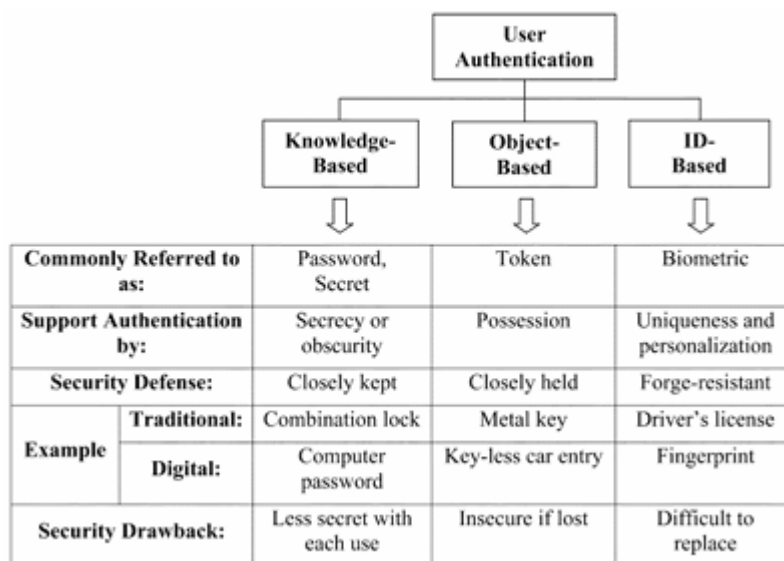 User
Authentication
Knowledge-
Based
Object-
Based
ID-
Based
Commonly Referred to
as:
Password,
Secret
Token
Biometric
Support Authentication
by:
Secrecy or
obscurity
Possession
Uniqueness and
personalization
Security Defense:
Closely kept
Closely held
Forge-resistant
Example
Traditional:
Combination lock
Metal key
Driver's license
Digital:
Computer
password
Key-less car entry
Fingerprint
Security Drawback:
Less secret with
each use
Insecure if lost
Difficult to
replace